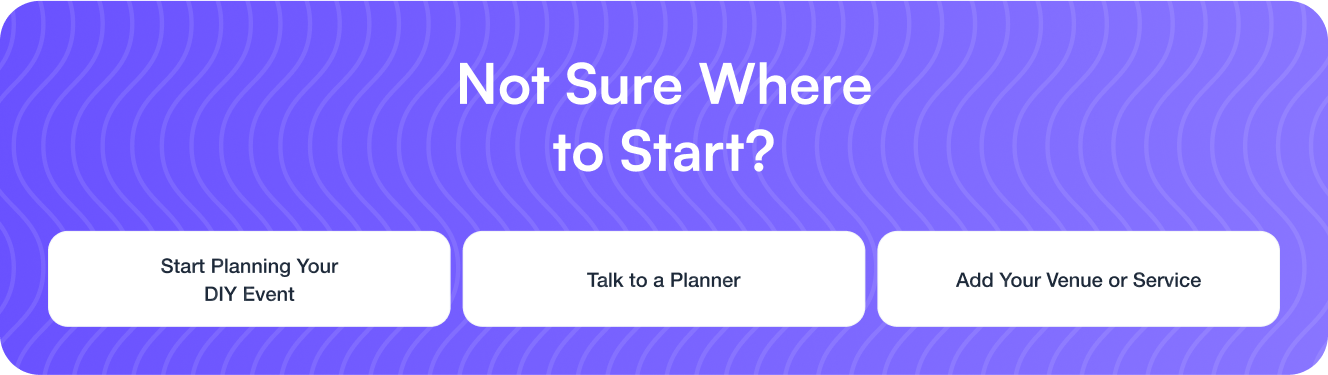 Not Sure Where
to Start?
Start Planning Your
DIY Event
Talk to a Planner
Add Your Venue or Service